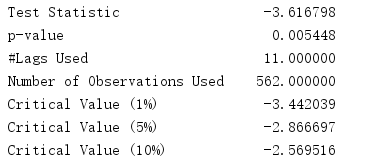 Test Statistic -3.616798
p-value 0.005448
#Lags Used 11.000000
Number of Observations Used 562.000000
Critical Value (1%) -3.442039
Critical Value (5%) -2.866697
Critical Value (10%) -2.569516